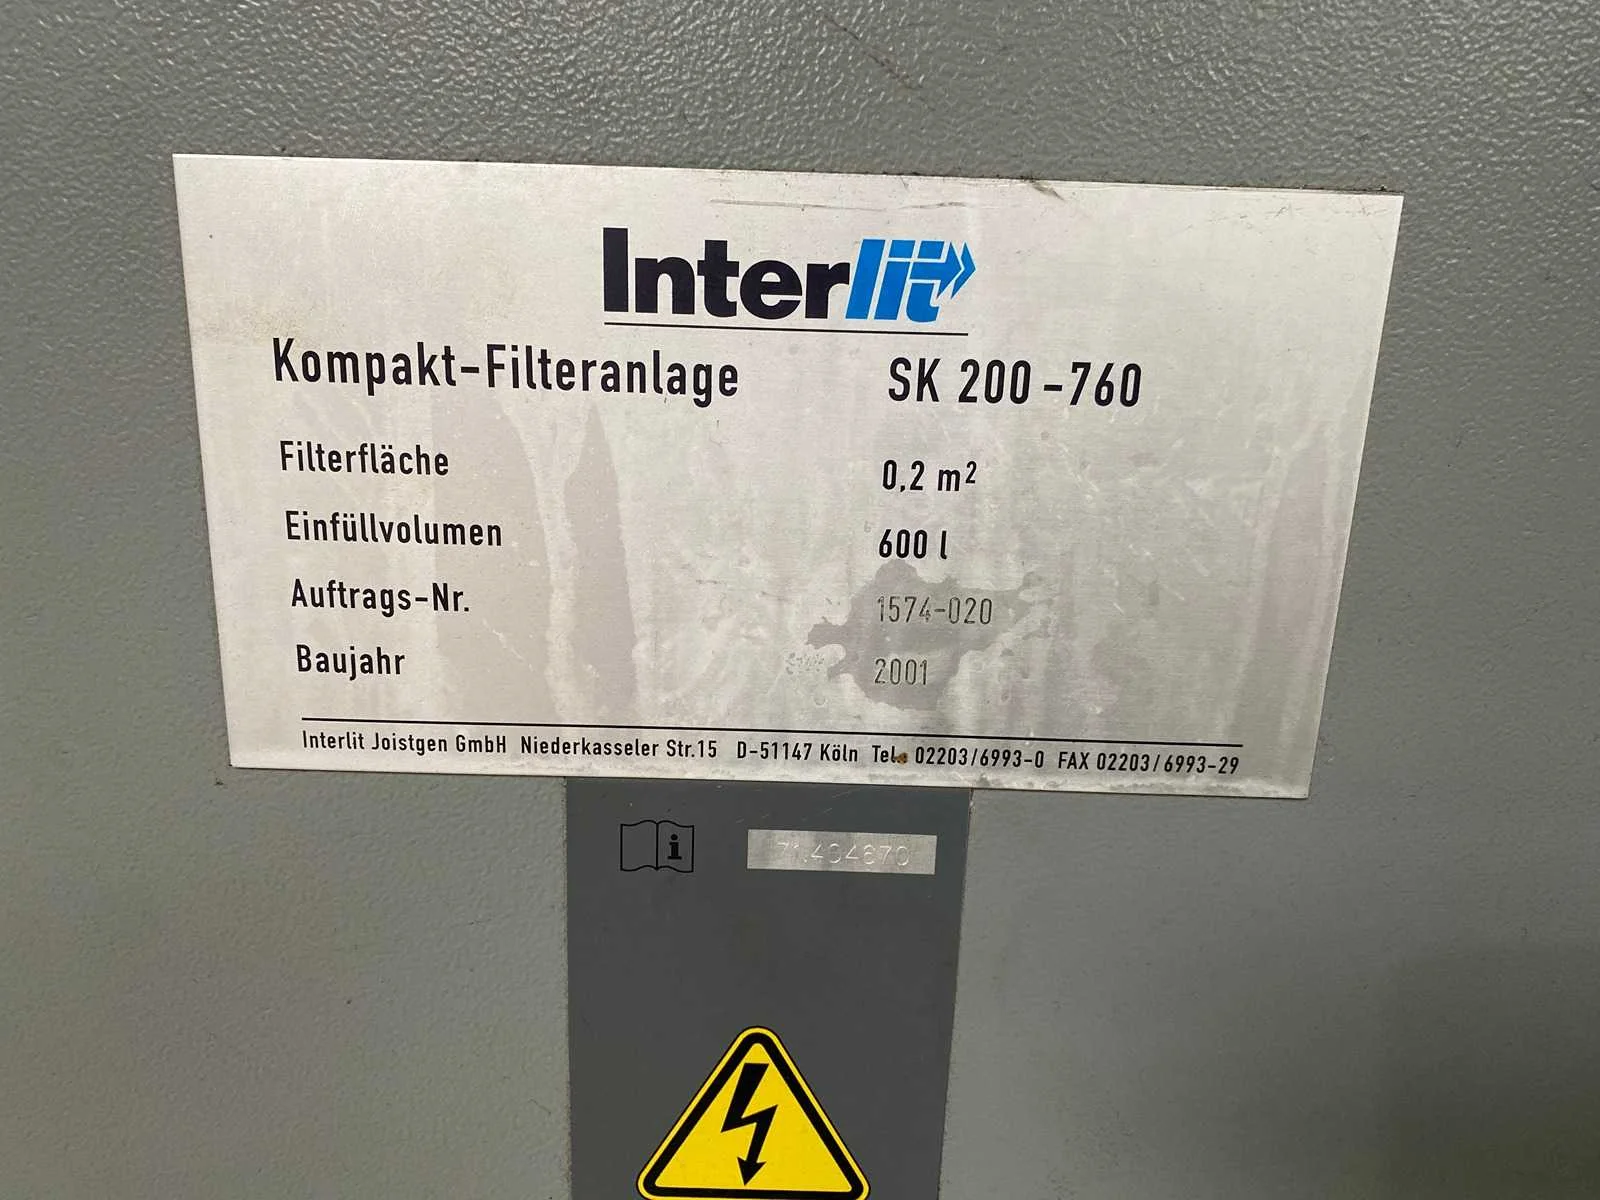 Interlit
Kompakt-Filteranlage SK 200-760
Filterfläche 0,2 m²
Einfüllvolumen 600 l
Auftrags-Nr. 1574-020
Baujahr 2001
Interlit Joistgen GmbH Niederkasseler Str.15 D-51147 Köln Tel. 02203/6993-0 FAX 02203/6993-29
i